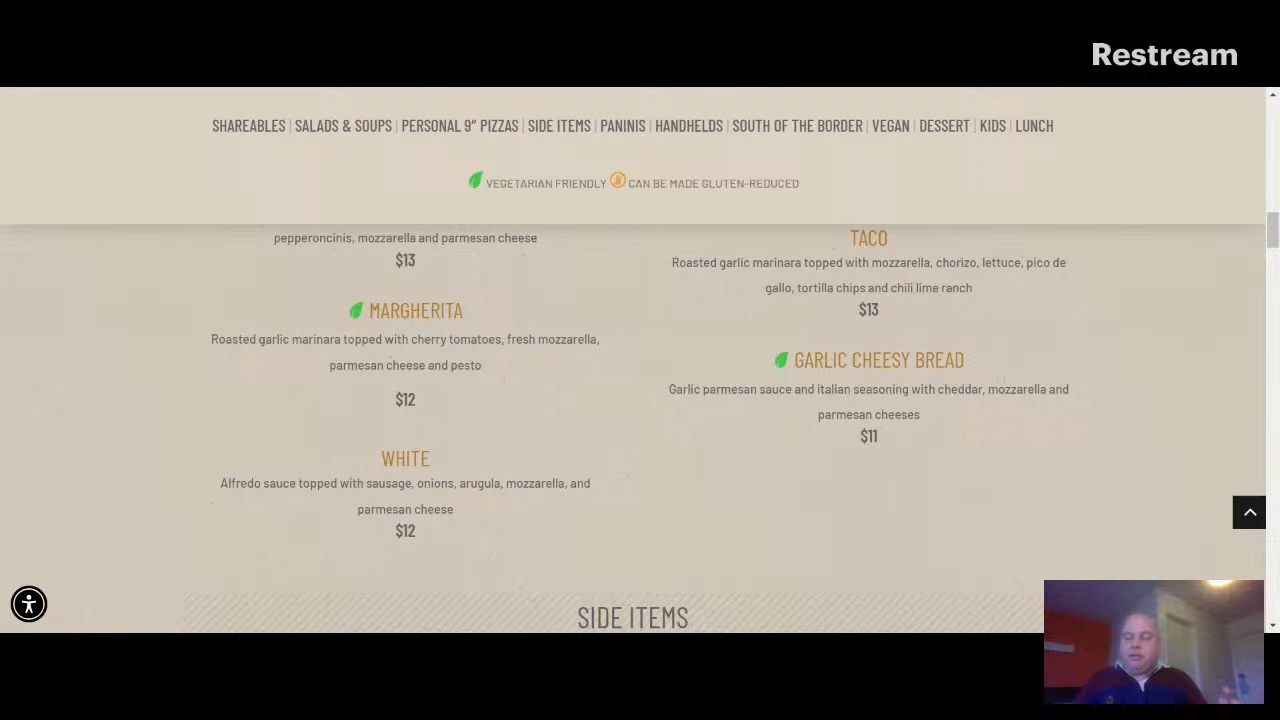 Restream
SHAREABLES | SALADS & SOUPS | PERSONAL 9" PIZZAS | SIDE ITEMS | PANINIS | HANDHELDS | SOUTH OF THE BORDER | VEGAN | DESSERT | KIDS | LUNCH
VEGETARIAN FRIENDLY CAN BE MADE GLUTEN-REDUCED
pepperoncinis, mozzarella and parmesan cheese
$13
MARGHERITA
Roasted garlic marinara topped with cherry tomatoes, fresh mozzarella,
parmesan cheese and pesto
$12
WHITE
Alfredo sauce topped with sausage, onions, arugula, mozzarella, and
parmesan cheese
$12
TACO
Roasted garlic marinara topped with mozzarella, chorizo, lettuce, pico de
gallo, tortilla chips and chili lime ranch
$13
GARLIC CHEESY BREAD
Garlic parmesan sauce and italian seasoning with cheddar, mozzarella and
parmesan cheeses
$11
SIDE ITEMS